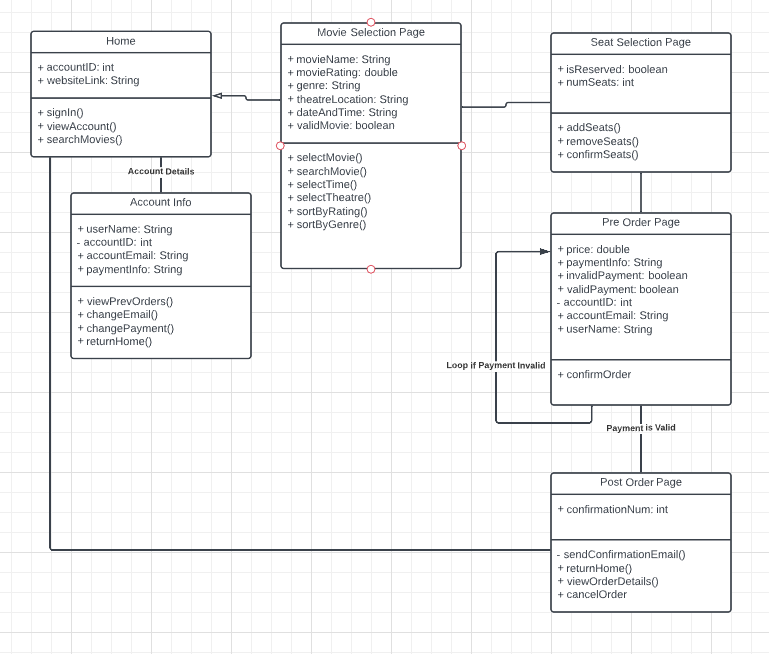 Home
+ accountID: int
+ websiteLink: String
+ signIn()
+ viewAccount()
+ searchMovies()
Account Details
Account Info
+ userName: String
- accountID: int
+ accountEmail: String
+ paymentInfo: String
+ viewPrevOrders()
+ changeEmail()
+ changePayment()
+ returnHome()
Movie Selection Page
+ movieName: String
+ movieRating: double
+ genre: String
+ theatreLocation: String
+ dateAndTime: String
+ validMovie: boolean
+ selectMovie()
+ searchMovie()
+ selectTime()
+ selectTheatre()
+ sortByRating()
+ sortByGenre()
Seat Selection Page
+ isReserved: boolean
+ numSeats: int
+ addSeats()
+ removeSeats()
+ confirmSeats()
Pre Order Page
+ price: double
+ paymentInfo: String
+ invalidPayment: boolean
+ validPayment: boolean
- accountID: int
+ accountEmail: String
+ userName: String
+ confirmOrder
Loop if Payment Invalid
Payment is Valid
Post Order Page
+ confirmationNum: int
- sendConfirmationEmail()
+ returnHome()
+ viewOrderDetails()
+ cancelOrder